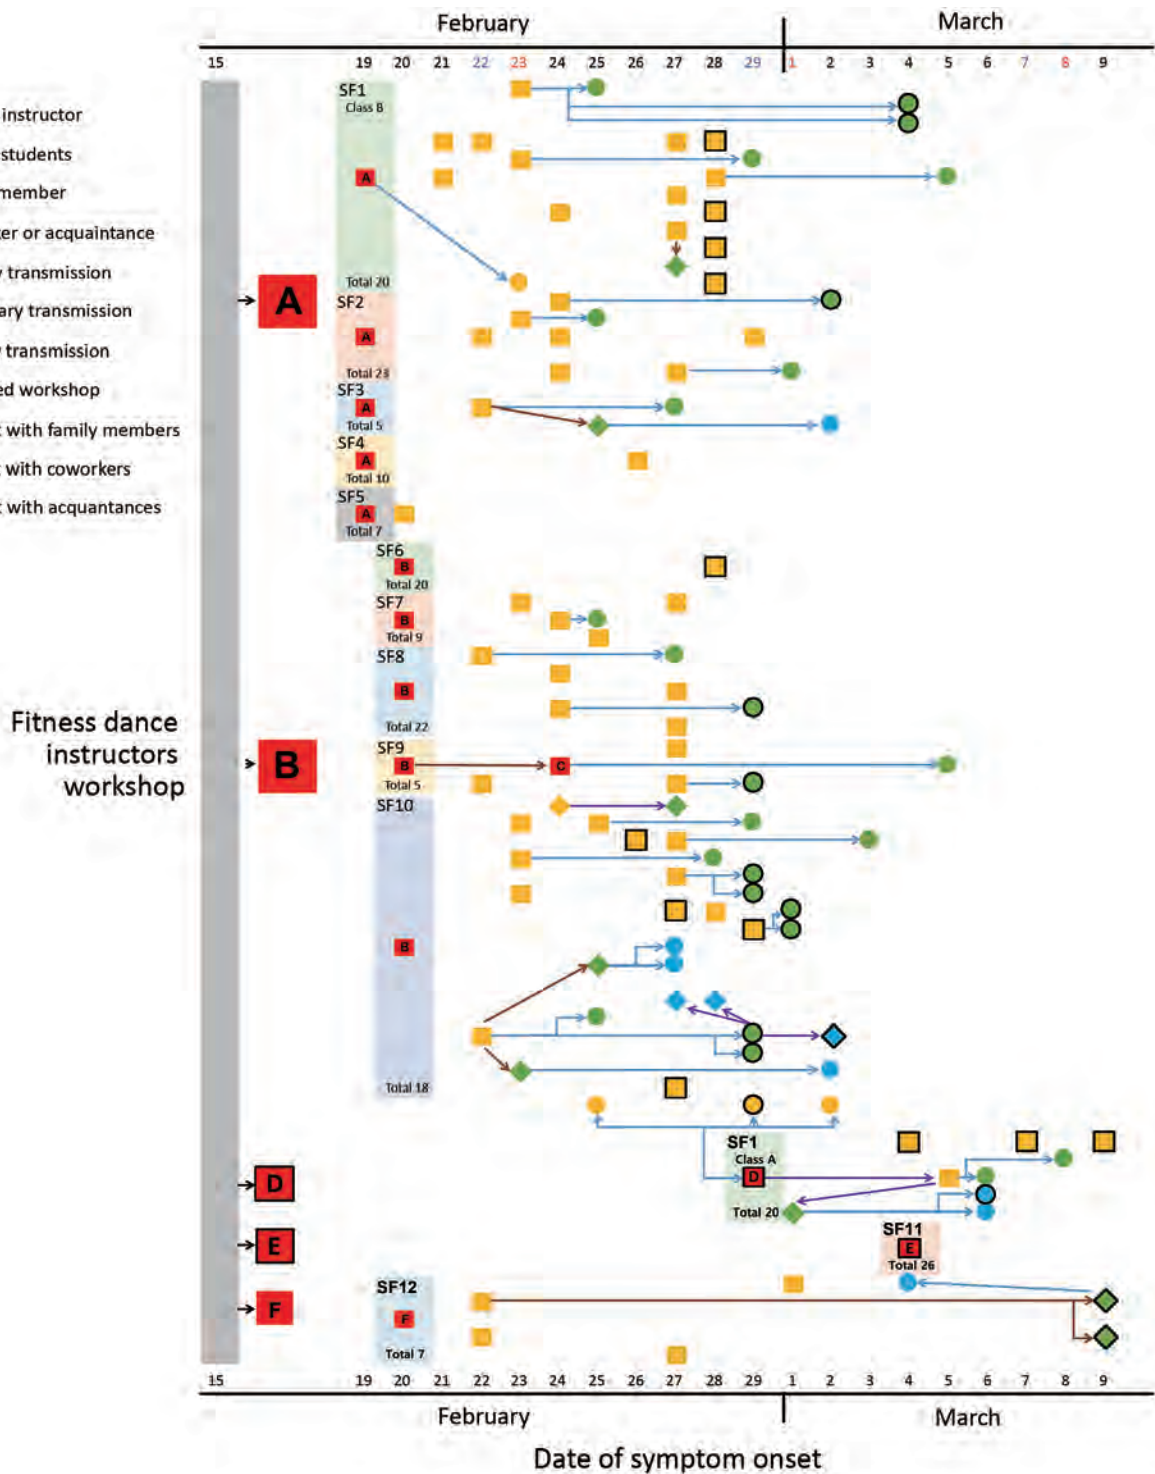 February March
15 19 20 21 22 23 24 25 26 27 28 29 1 2 3 4 5 6 7 8 9
instructor
students
member
er or acquaintance
y transmission
ary transmission
transmission
ed workshop
with family members
with coworkers
with acquantances
SF1
Class B
A
Total 20
A
SF2
A
Total 23
SF3
A
Total 5
SF4
A
Total 10
SF5
A
Total 7
SF6
B
Total 20
SF7
B
Total 9
SF8
B
Total 22
Fitness dance
instructors
workshop
B
SF9
B
C
Total 5
SF10
B
Total 18
SF1
Class A
D
D
Total 20
SF11
E
E
Total 26
SF12
F
F
Total 7
15 19 20 21 22 23 24 25 26 27 28 29 1 2 3 4 5 6 7 8 9
February March
Date of symptom onset